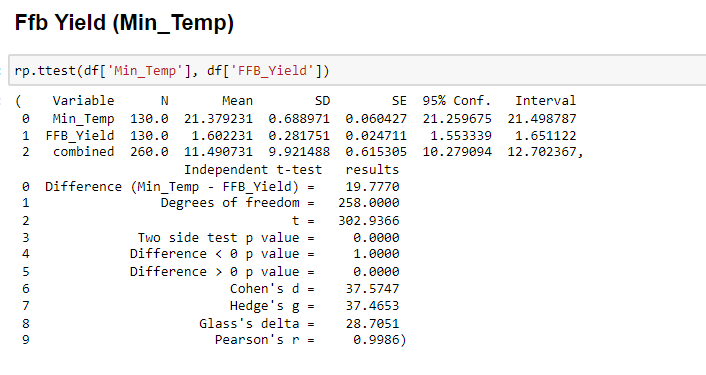 Ffb Yield (Min_Temp)
rp.ttest(df['Min_Temp'], df['FFB_Yield'])
( Variable N Mean SD SE 95% Conf. Interval
0 Min_Temp 130.0 21.379231 0.688971 0.060427 21.259675 21.498787
1 FFB_Yield 130.0 1.602231 0.281751 0.024711 1.553339 1.651122
2 combined 260.0 11.490731 9.921488 0.615305 10.279094 12.702367,
Independent t-test results
0 Difference (Min_Temp - FFB_Yield) = 19.7770
1 Degrees of freedom = 258.0000
2 t = 302.9366
3 Two side test p value = 0.0000
4 Difference < 0 p value = 1.0000
5 Difference > 0 p value = 0.0000
6 Cohen's d = 37.5747
7 Hedge's g = 37.4653
8 Glass's delta = 28.7051
9 Pearson's r = 0.9986)